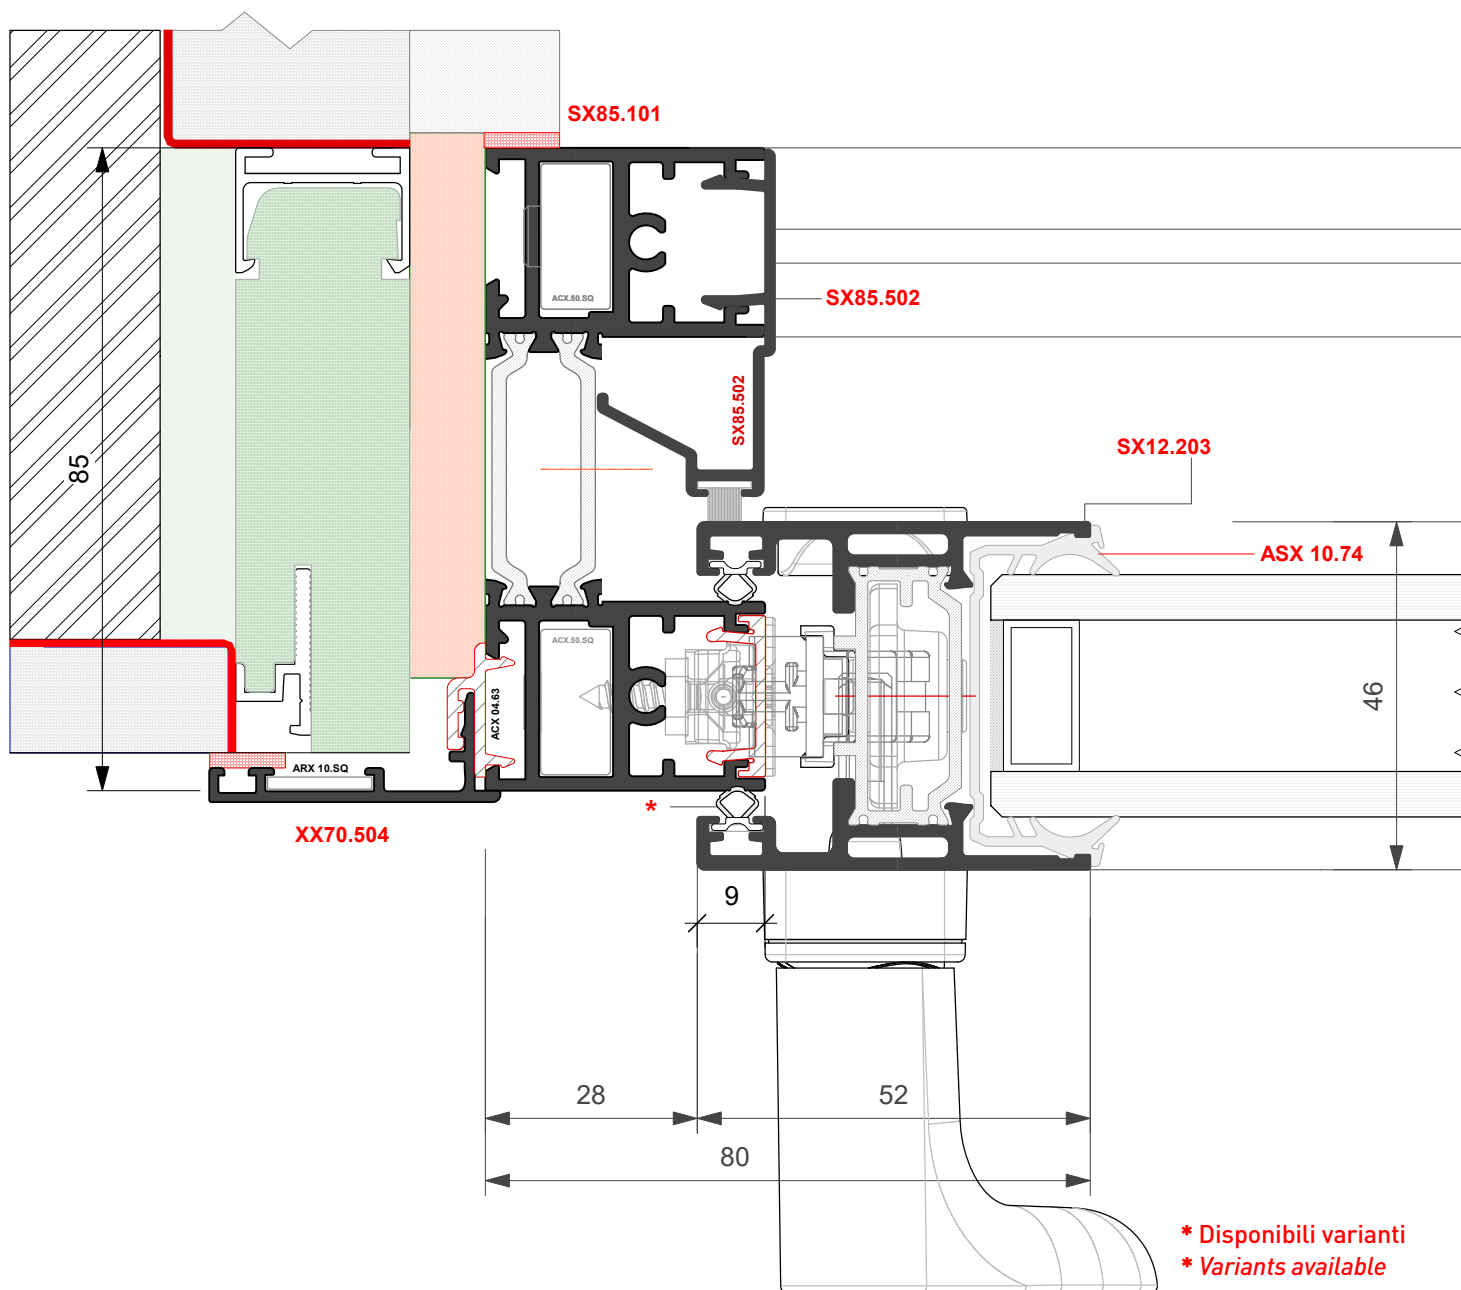 SX85.101
ACX.50.SQ
SX85.502
SX85.502
SX12.203
85
ASX 10.74
ACX.50.SQ
46
ACX 04.63
ARX 10.SQ
*
XX70.504
9
28
52
80
* Disponibili varianti
* Variants available